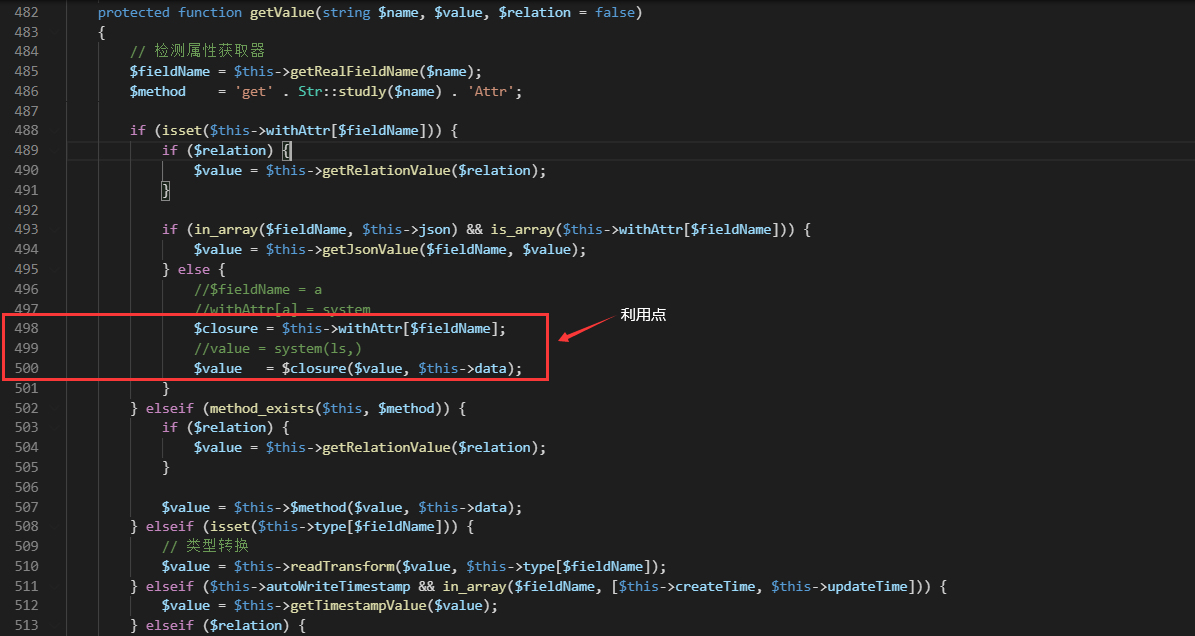 482 protected function getValue(string $name, $value, $relation = false)
483 {
484 // 检测属性获取器
485 $fieldName = $this->getRealFieldName($name);
486 $method = 'get' . Str::studly($name) . 'Attr';
487
488 if (isset($this->withAttr[$fieldName])) {
489 if ($relation) {
490 $value = $this->getRelationValue($relation);
491 }
492
493 if (in_array($fieldName, $this->json) && is_array($this->withAttr[$fieldName])) {
494 $value = $this->getJsonValue($fieldName, $value);
495 } else {
496 //$fieldName = a
497 //withAttr[a] = system
498 $closure = $this->withAttr[$fieldName];
利用点
499 //value = system(ls,)
500 $value = $closure($value, $this->data);
501 }
502 } elseif (method_exists($this, $method)) {
503 if ($relation) {
504 $value = $this->getRelationValue($relation);
505 }
506
507 $value = $this->$method($value, $this->data);
508 } elseif (isset($this->type[$fieldName])) {
509 // 类型转换
510 $value = $this->readTransform($value, $this->type[$fieldName]);
511 } elseif ($this->autoWriteTimestamp && in_array($fieldName, [$this->createTime, $this->updateTime])) {
512 $value = $this->getTimestampValue($value);
513 } elseif ($relation) {